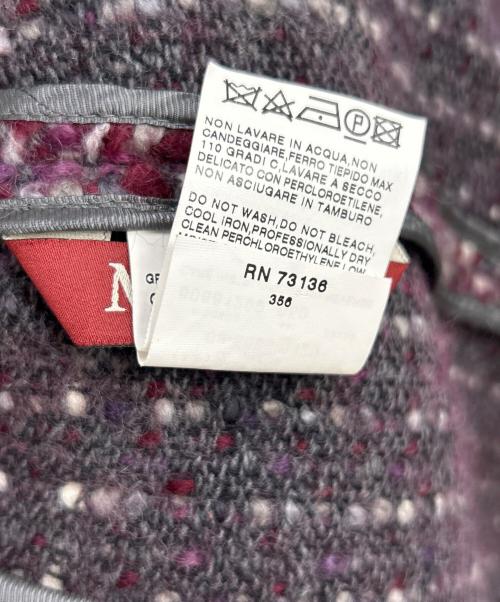 P
NON LAVARE IN ACQUA,NON
CANDEGGIARE,FERRO TIEPIDO MAX
110 GRADI C,LAVARE A SECCO
DELICATO CON PERCLOROETILENE,
NON ASCIUGARE IN TAMBURO
DO NOT WASH,DO NOT BLEACH,
COOL IRON,PROFESSIONALLY DRY
CLEAN PERCHLOROETHYLENE LOW
RN 73136
356
M
GR